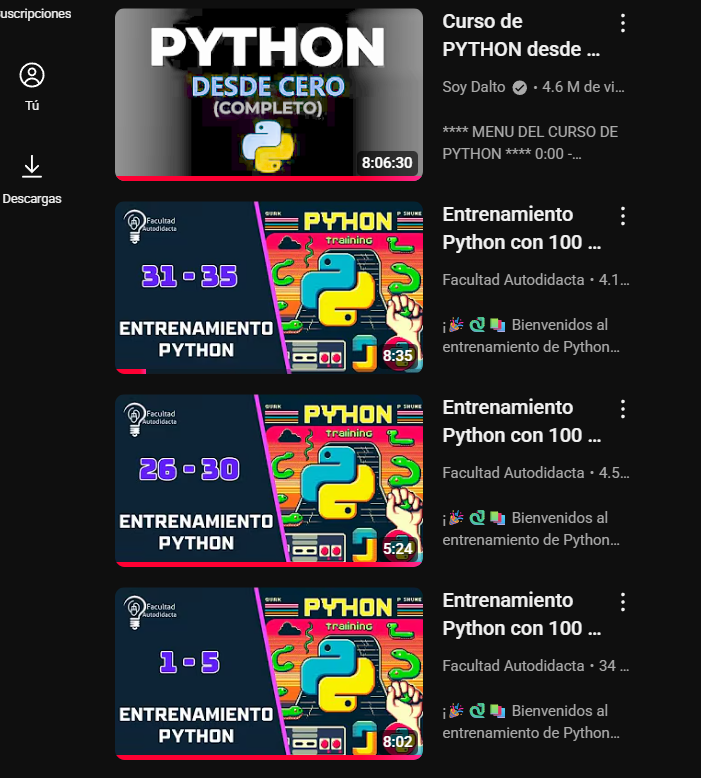 uscripciones
Tú
Descargas
PYTHON
DESDE CERO
(COMPLETO)
8:06:30
Curso de
PYTHON desde ...
Soy Dalto • 4.6 M de vi...
**** MENU DEL CURSO DE
PYTHON **** 0:00 -...
Facultad
Autodidacta
31 - 35
ENTRENAMIENTO
PYTHON
PYTHON
Training
8:35
Entrenamiento
Python con 100 ...
Facultad Autodidacta • 4.1...
¡🎉 🐍 📚 Bienvenidos al
entrenamiento de Python...
Facultad
Autodidacta
26 - 30
ENTRENAMIENTO
PYTHON
PYTHON
Training
5:24
Entrenamiento
Python con 100 ...
Facultad Autodidacta • 4.5...
¡🎉 🐍 📚 Bienvenidos al
entrenamiento de Python...
Facultad
Autodidacta
1 - 5
ENTRENAMIENTO
PYTHON
PYTHON
Training
8:02
Entrenamiento
Python con 100 ...
Facultad Autodidacta • 34 ...
¡🎉 🐍 📚 Bienvenidos al
entrenamiento de Python...